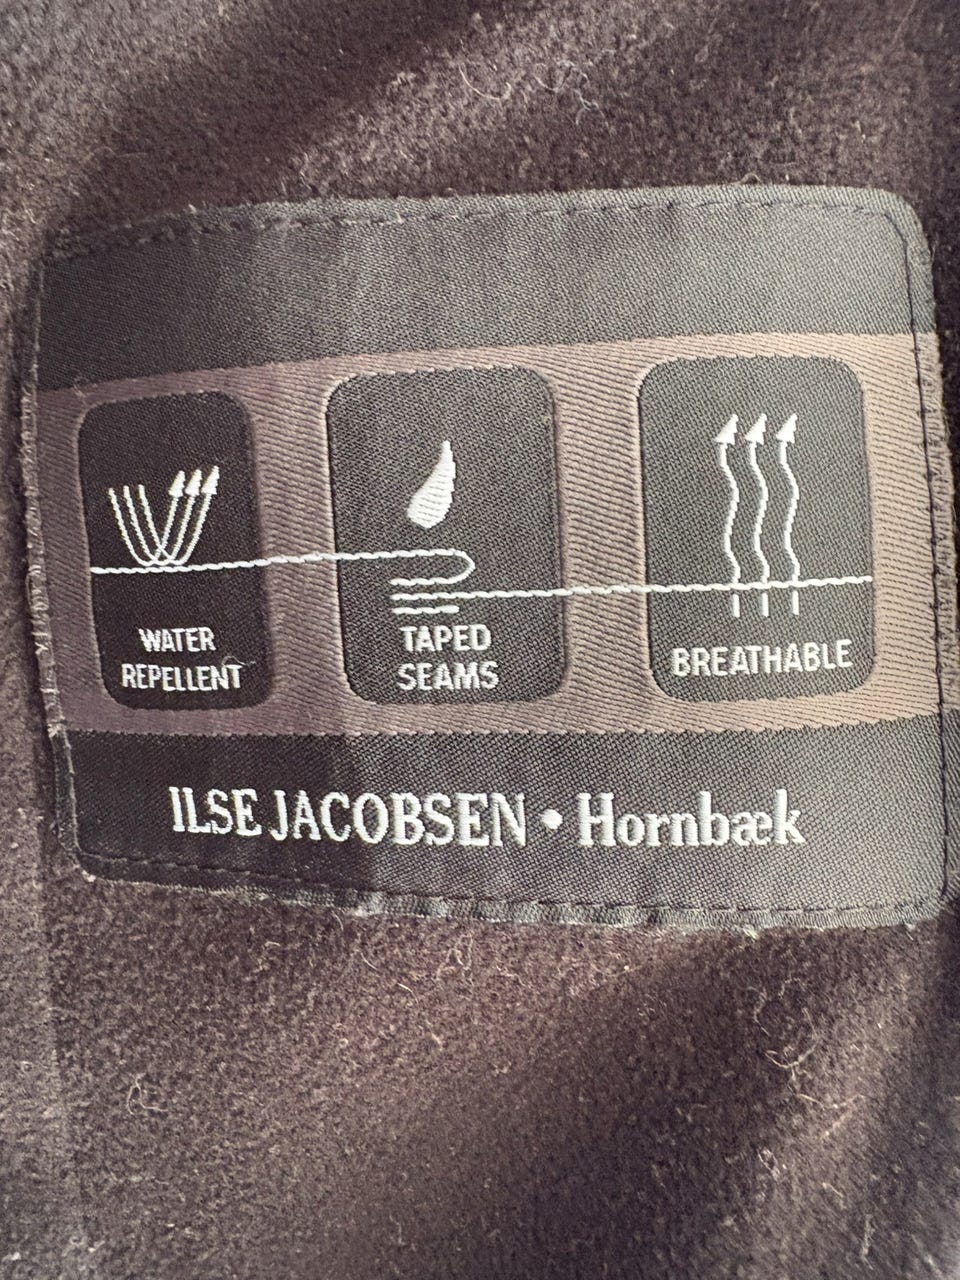 WATER
REPELLENT
TAPED
SEAMS
BREATHABLE
ILSE JACOBSEN • Hornbæk